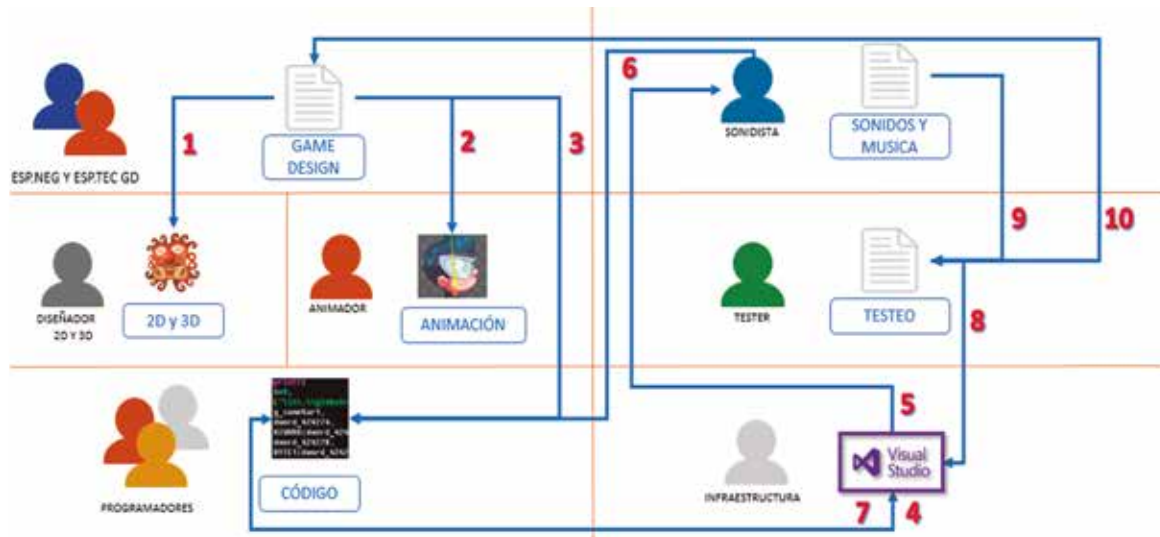 6
1
2
3
GAME
DESIGN
SONIDISTA
SONIDOS Y
MUSICA
ESP.NEG Y ESP.TEC GD
9
10
DISEÑADOR
2D Y 3D
2D y 3D
ANIMADOR
ANIMACIÓN
TESTER
TESTEO
8
5
PROGRAMADORES
CÓDIGO
INFRAESTRUCTURA
Visual
Studio
7
4